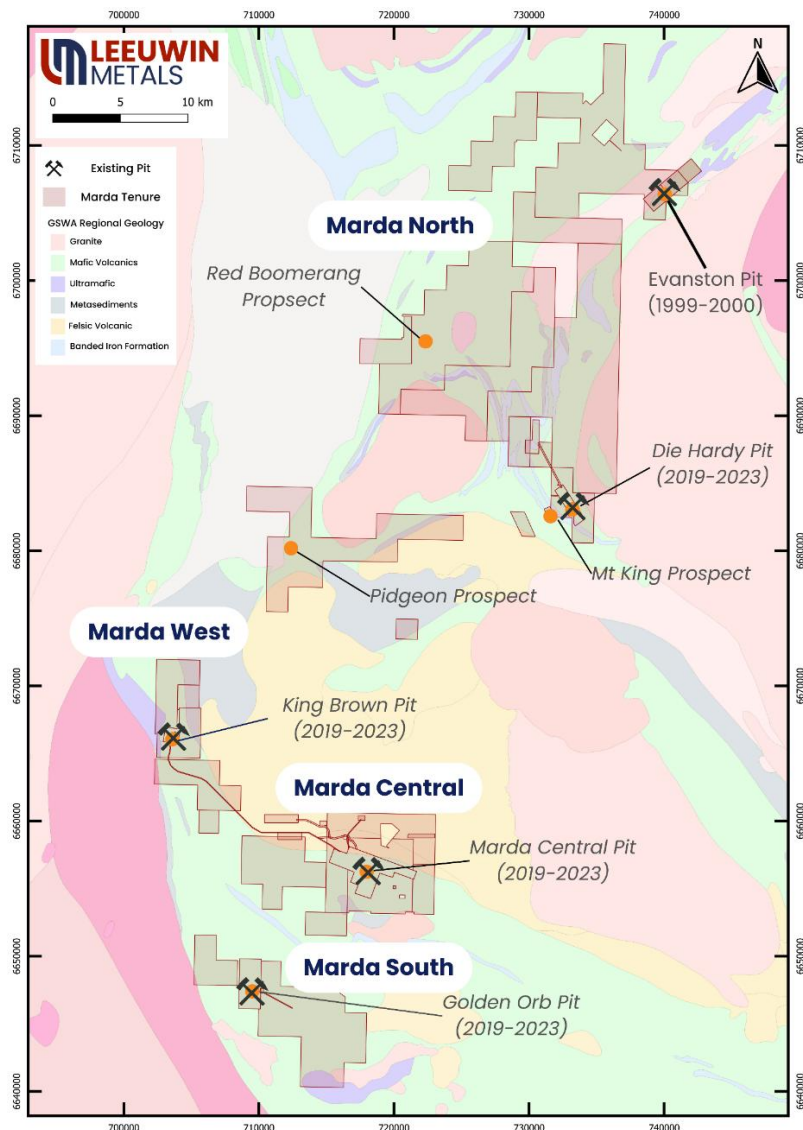 700000 710000 720000 730000 740000
LEEUWIN
METALS
0 5 10 km
N
Existing Pit
Marda Tenure
GSWA Regional Geology
Granite
Mafic Volcanics
Ultramafic
Metasediments
Felsic Volcanic
Banded Iron Formation
6710000 6710000
Marda North
Red Boomerang
Propsect
Evanston Pit
(1999-2000)
6700000 6700000
6690000 6690000
Die Hardy Pit
(2019-2023)
6680000 6680000
Mt King Prospect
Pidgeon Prospect
Marda West
6670000 6670000
King Brown Pit
(2019-2023)
Marda Central
6660000 6660000
Marda Central Pit
(2019-2023)
6650000 6650000
Marda South
Golden Orb Pit
(2019-2023)
6640000 6640000
700000 710000 720000 730000 740000